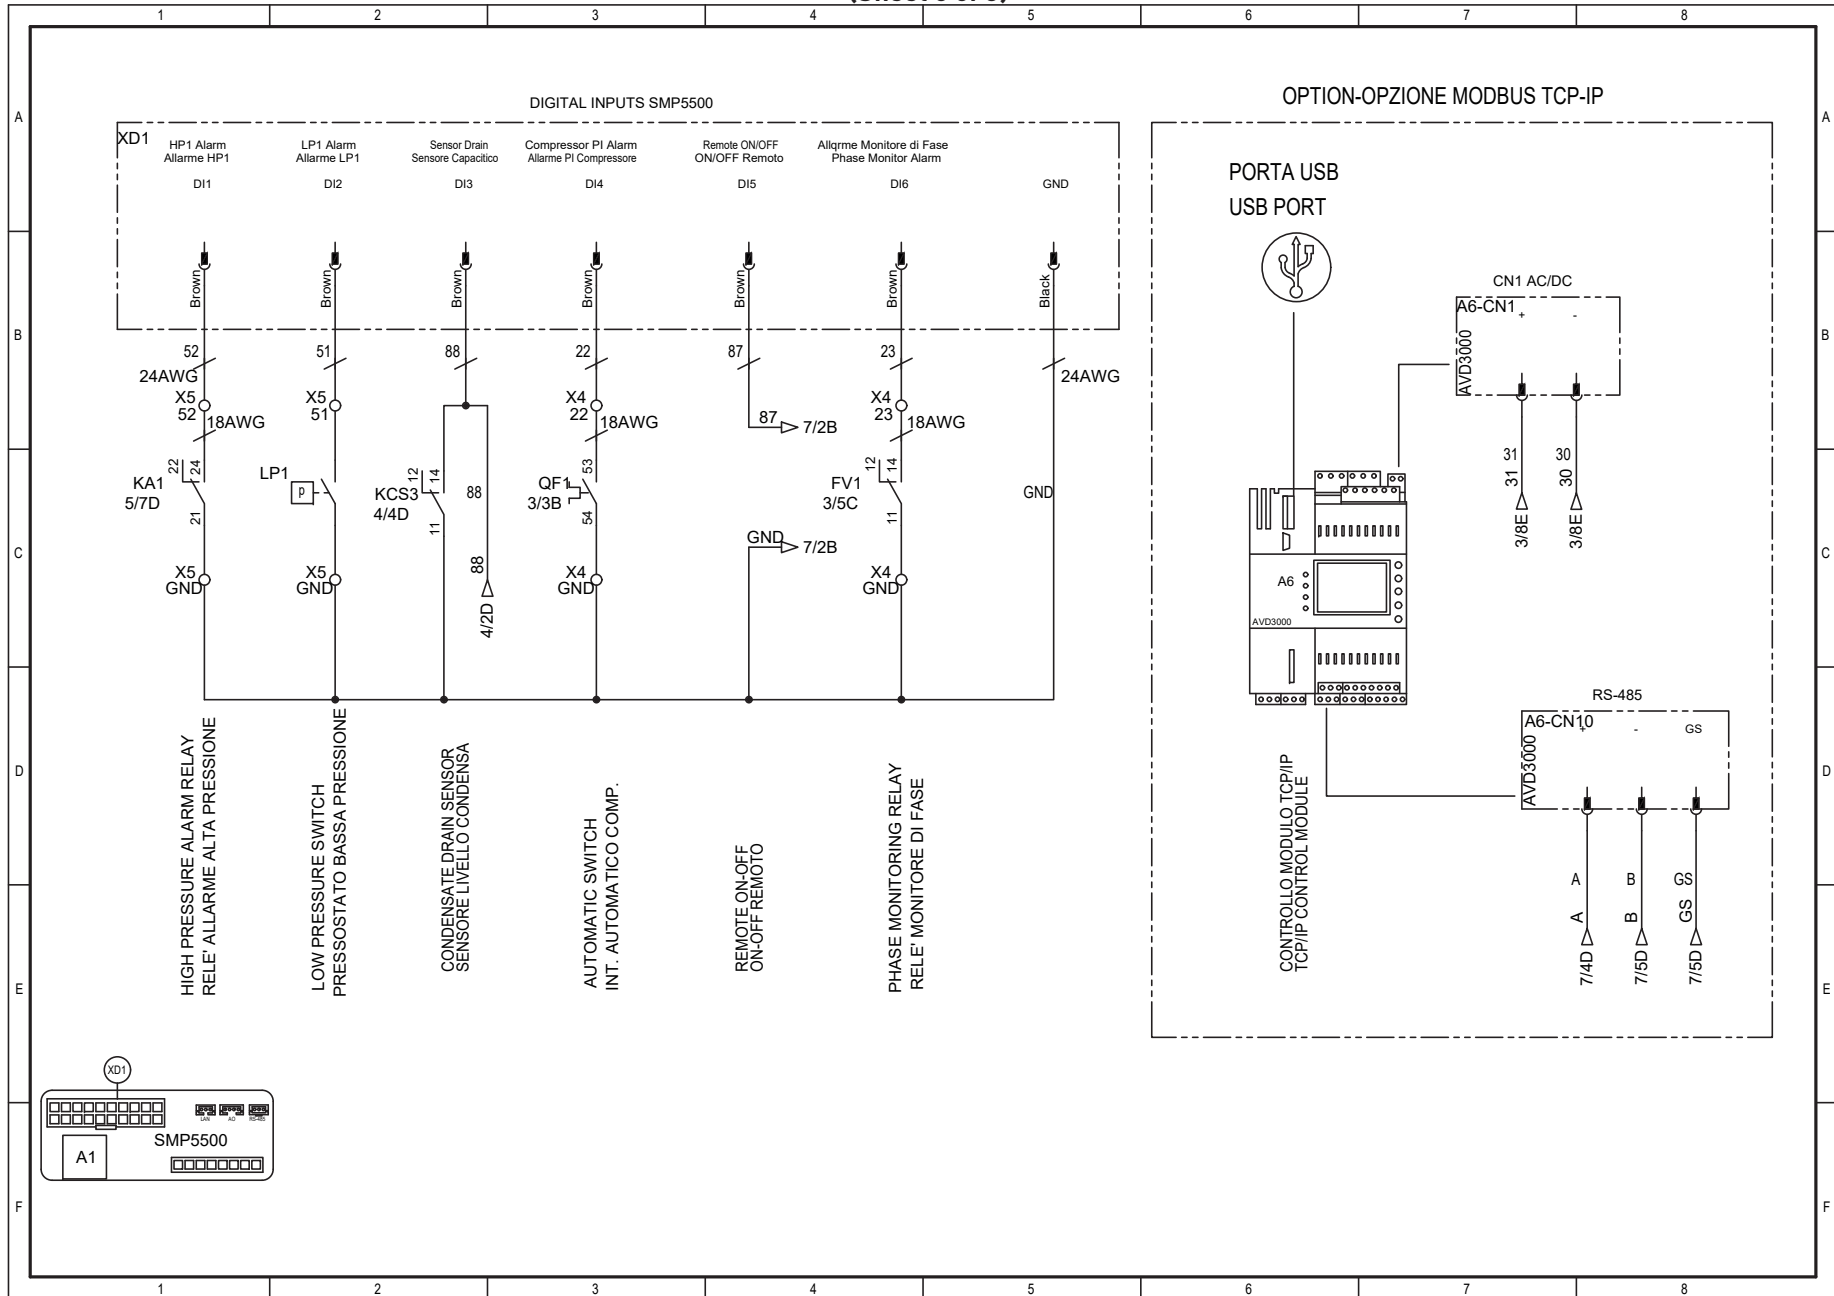 1 2 3 4 5 6 7 8
A
B
C
D
E
F
DIGITAL INPUTS SMP5500
XD1
HP1 Alarm
Allarme HP1
DI1
LP1 Alarm
Allarme LP1
DI2
Sensor Drain
Sensore Capacitico
DI3
Compressor PI Alarm
Allarme PI Compressore
DI4
Remote ON/OFF
ON/OFF Remoto
DI5
Allqrme Monitore di Fase
Phase Monitor Alarm
DI6
GND
Brown
Brown
Brown
Brown
Brown
Brown
Black
52
24AWG
X5
52
18AWG
22
24
KA1
5/7D
21
X5
GND
51
X5
51
LP1
p
X5
GND
88
12
14
KCS3
4/4D
11
88
88
4/2D
22
X4
22
18AWG
53
QF1
3/3B
54
X4
GND
87
87
7/2B
GND
7/2B
23
X4
23
18AWG
12
14
FV1
3/5C
11
X4
GND
24AWG
GND
HIGH PRESSURE ALARM RELAY
RELE' ALLARME ALTA PRESSIONE
LOW PRESSURE SWITCH
PRESSOSTATO BASSA PRESSIONE
CONDENSATE DRAIN SENSOR
SENSORE LIVELLO CONDENSA
AUTOMATIC SWITCH
INT. AUTOMATICO COMP.
REMOTE ON-OFF
ON-OFF REMOTO
PHASE MONITORING RELAY
RELE' MONITORE DI FASE
OPTION-OPZIONE MODBUS TCP-IP
PORTA USB
USB PORT
CN1 AC/DC
A6-CN1
+
-
AVD3000
31
31
3/8E
30
30
3/8E
A6
AVD3000
CONTROLLO MODULO TCP/IP
TCP/IP CONTROL MODULE
RS-485
A6-CN10
+
-
GS
AVD3000
A
A
7/4D
B
B
7/5D
GS
GS
7/5D
XD1
LAN
AO
RS-485
SMP5500
A1
A
B
C
D
E
F
1 2 3 4 5 6 7 8